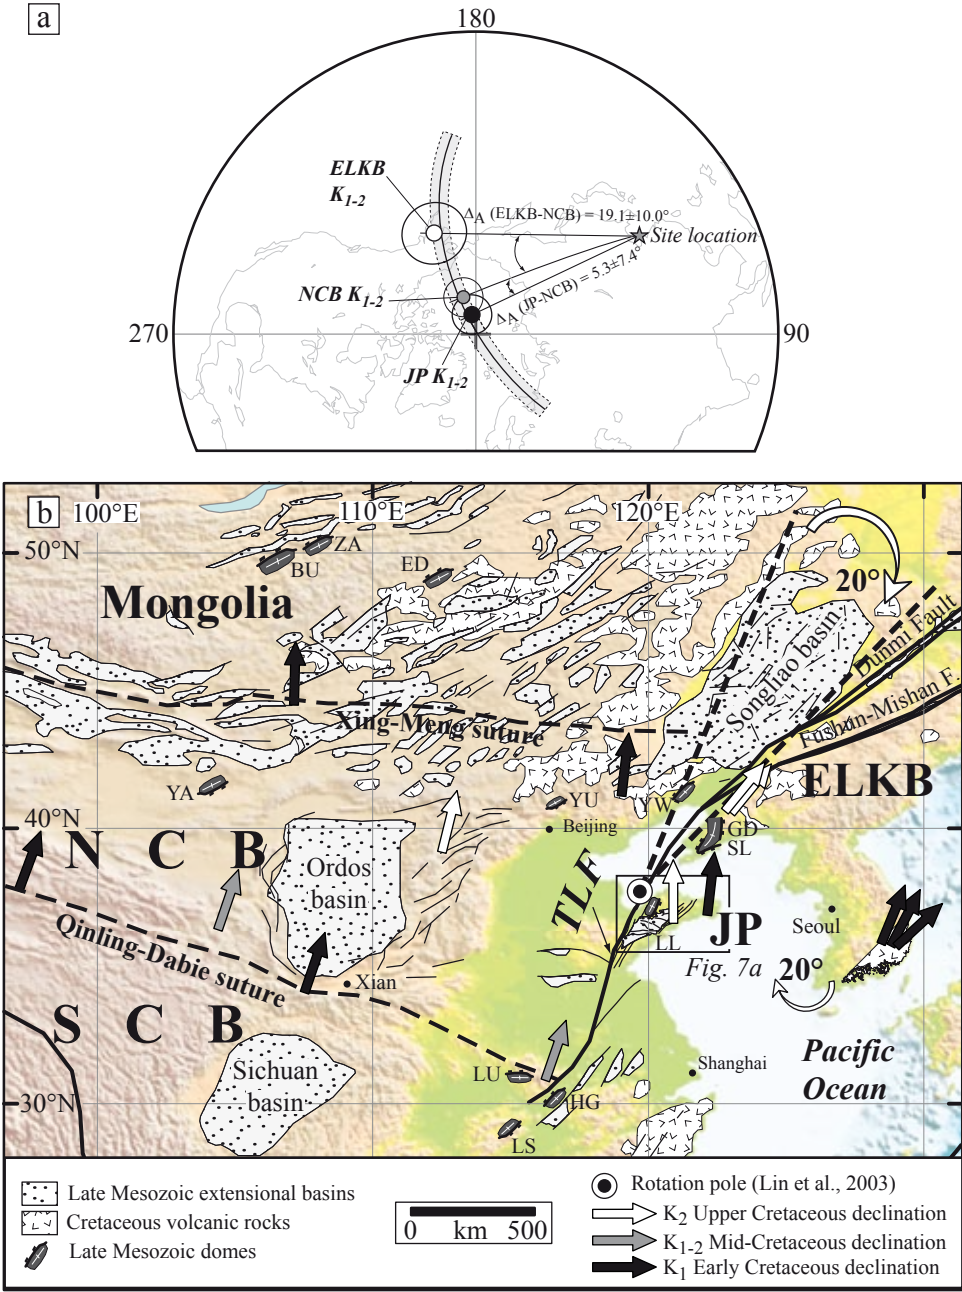 a
180
ELKB
K1-2
ΔA (ELKB-NCB) = 19.1±10.0°
Site location
NCB K1-2
ΔA (JP-NCB) = 5.3±7.4°
270
90
JP K1-2
b
100°E
110°E
120°E
50°N
ZA
BU
ED
20°
Mongolia
Songliao basin
Dunmi Fault
Fushun-Mishan F.
Xing-Meng suture
ELKB
YA
YU
YW
40°N
Beijing
GD
SL
N C B
Ordos
basin
TLF
JP
Seoul
LL
Fig. 7a
20°
Qinling-Dabie suture
Xian
S C B
Pacific
Ocean
Sichuan
basin
Shanghai
LU
30°N
HG
LS
Late Mesozoic extensional basins
Cretaceous volcanic rocks
Late Mesozoic domes
0 km 500
Rotation pole (Lin et al., 2003)
K2 Upper Cretaceous declination
K1-2 Mid-Cretaceous declination
K1 Early Cretaceous declination